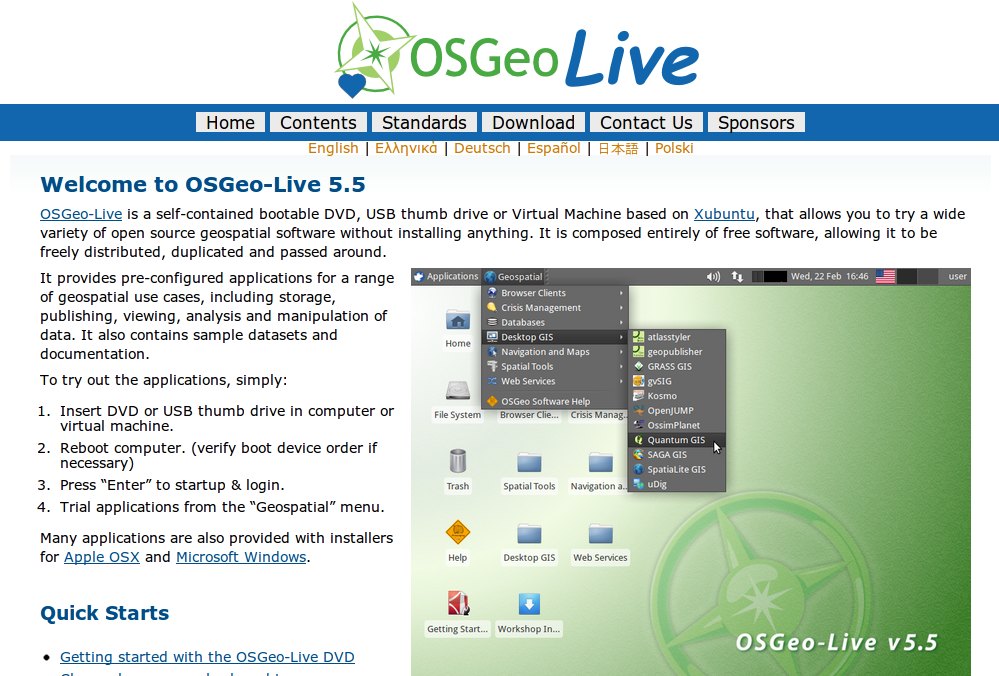 OSGeo Live
Home Contents Standards Download Contact Us Sponsors
English | Ελληνικά | Deutsch | Español | 日本語 | Polski
Welcome to OSGeo-Live 5.5
OSGeo-Live is a self-contained bootable DVD, USB thumb drive or Virtual Machine based on Xubuntu, that allows you to try a wide
variety of open source geospatial software without installing anything. It is composed entirely of free software, allowing it to be
freely distributed, duplicated and passed around.
It provides pre-configured applications for a range
of geospatial use cases, including storage,
publishing, viewing, analysis and manipulation of
data. It also contains sample datasets and
documentation.
To try out the applications, simply:
1. Insert DVD or USB thumb drive in computer or
virtual machine.
2. Reboot computer. (verify boot device order if
necessary)
3. Press “Enter” to startup & login.
4. Trial applications from the “Geospatial” menu.
Many applications are also provided with installers
for Apple OSX and Microsoft Windows.
Quick Starts
Getting started with the OSGeo-Live DVD
Applications Geospatial Wed, 22 Feb 16:46 user
Browser Clients
Crisis Management
Databases
Desktop GIS
Navigation and Maps
Spatial Tools
Web Services
OSGeo Software Help
atlasstyler
geopublisher
GRASS GIS
gvSIG
Kosmo
OpenJUMP
OssimPlanet
Quantum GIS
SAGA GIS
SpatiaLite GIS
uDig
Home
File System Browser Clie... Crisis Manag...
Trash Spatial Tools Navigation a...
Help Desktop GIS Web Services
Getting Start... Workshop In...
OSGeo-Live v5.5